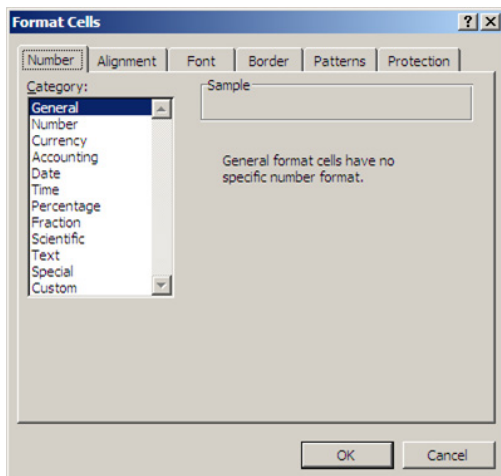 Format Cells
Number Alignment Font Border Patterns Protection
Category:
Sample
General
Number
Currency
Accounting
Date
Time
Percentage
Fraction
Scientific
Text
Special
Custom
General format cells have no
specific number format.
OK Cancel